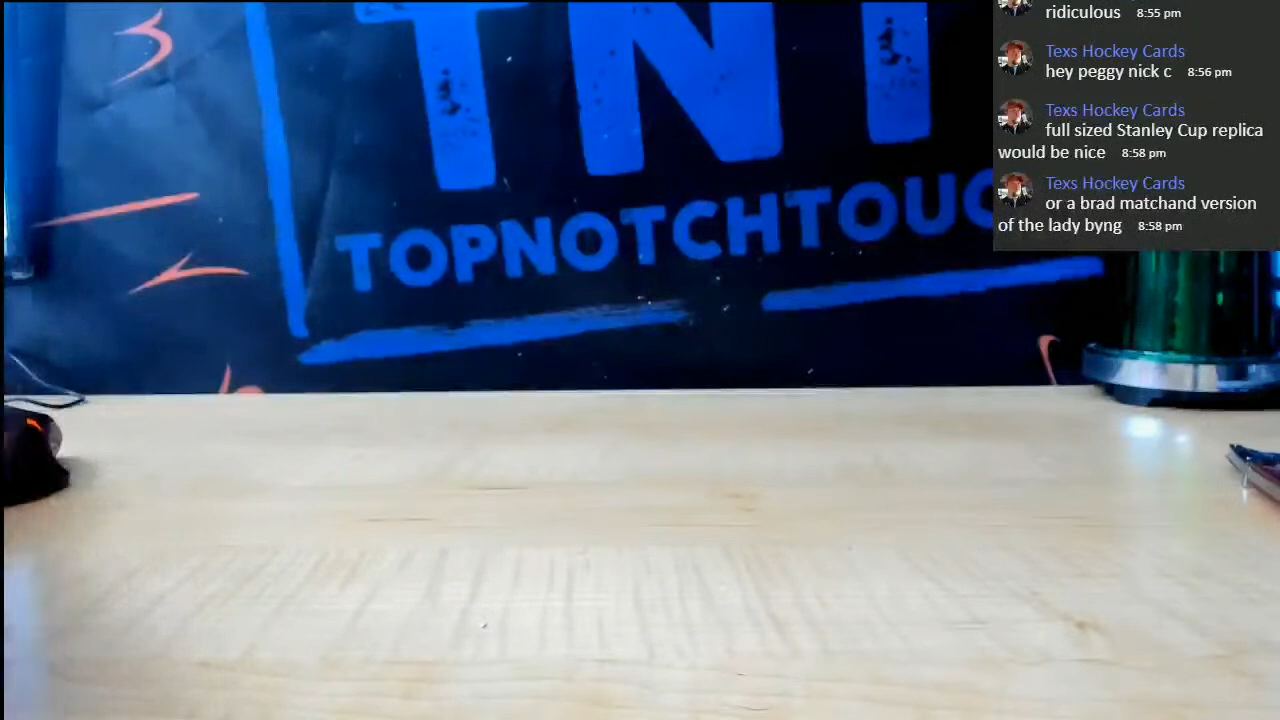 TNT
TOPNOTCHTOUC
ridiculous 8:55 pm
Texs Hockey Cards
hey peggy nick c 8:56 pm
Texs Hockey Cards
full sized Stanley Cup replica
would be nice 8:58 pm
Texs Hockey Cards
or a brad matchand version
of the lady byng 8:58 pm